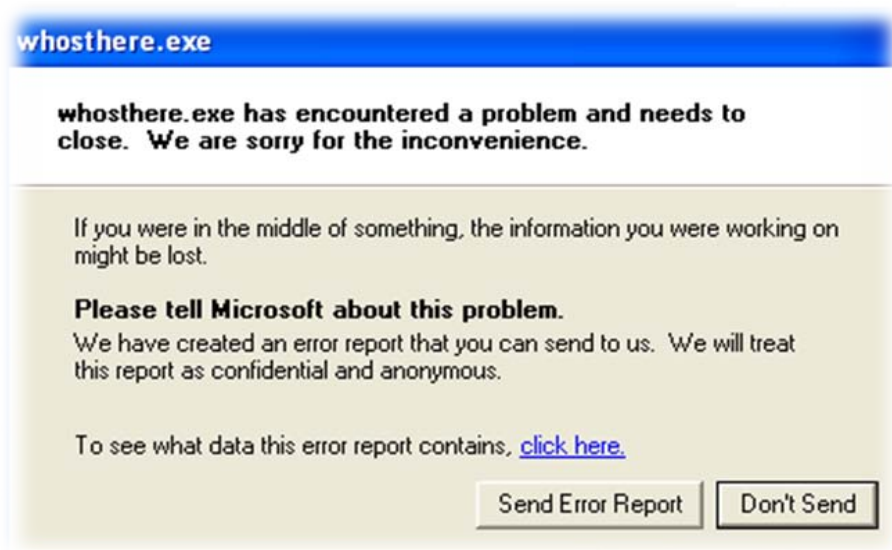 whosthere.exe
whosthere.exe has encountered a problem and needs to
close.  We are sorry for the inconvenience.
If you were in the middle of something, the information you were working on
might be lost.
Please tell Microsoft about this problem.
We have created an error report that you can send to us.  We will treat
this report as confidential and anonymous.
To see what data this error report contains, click here.
Send Error Report
Don't Send